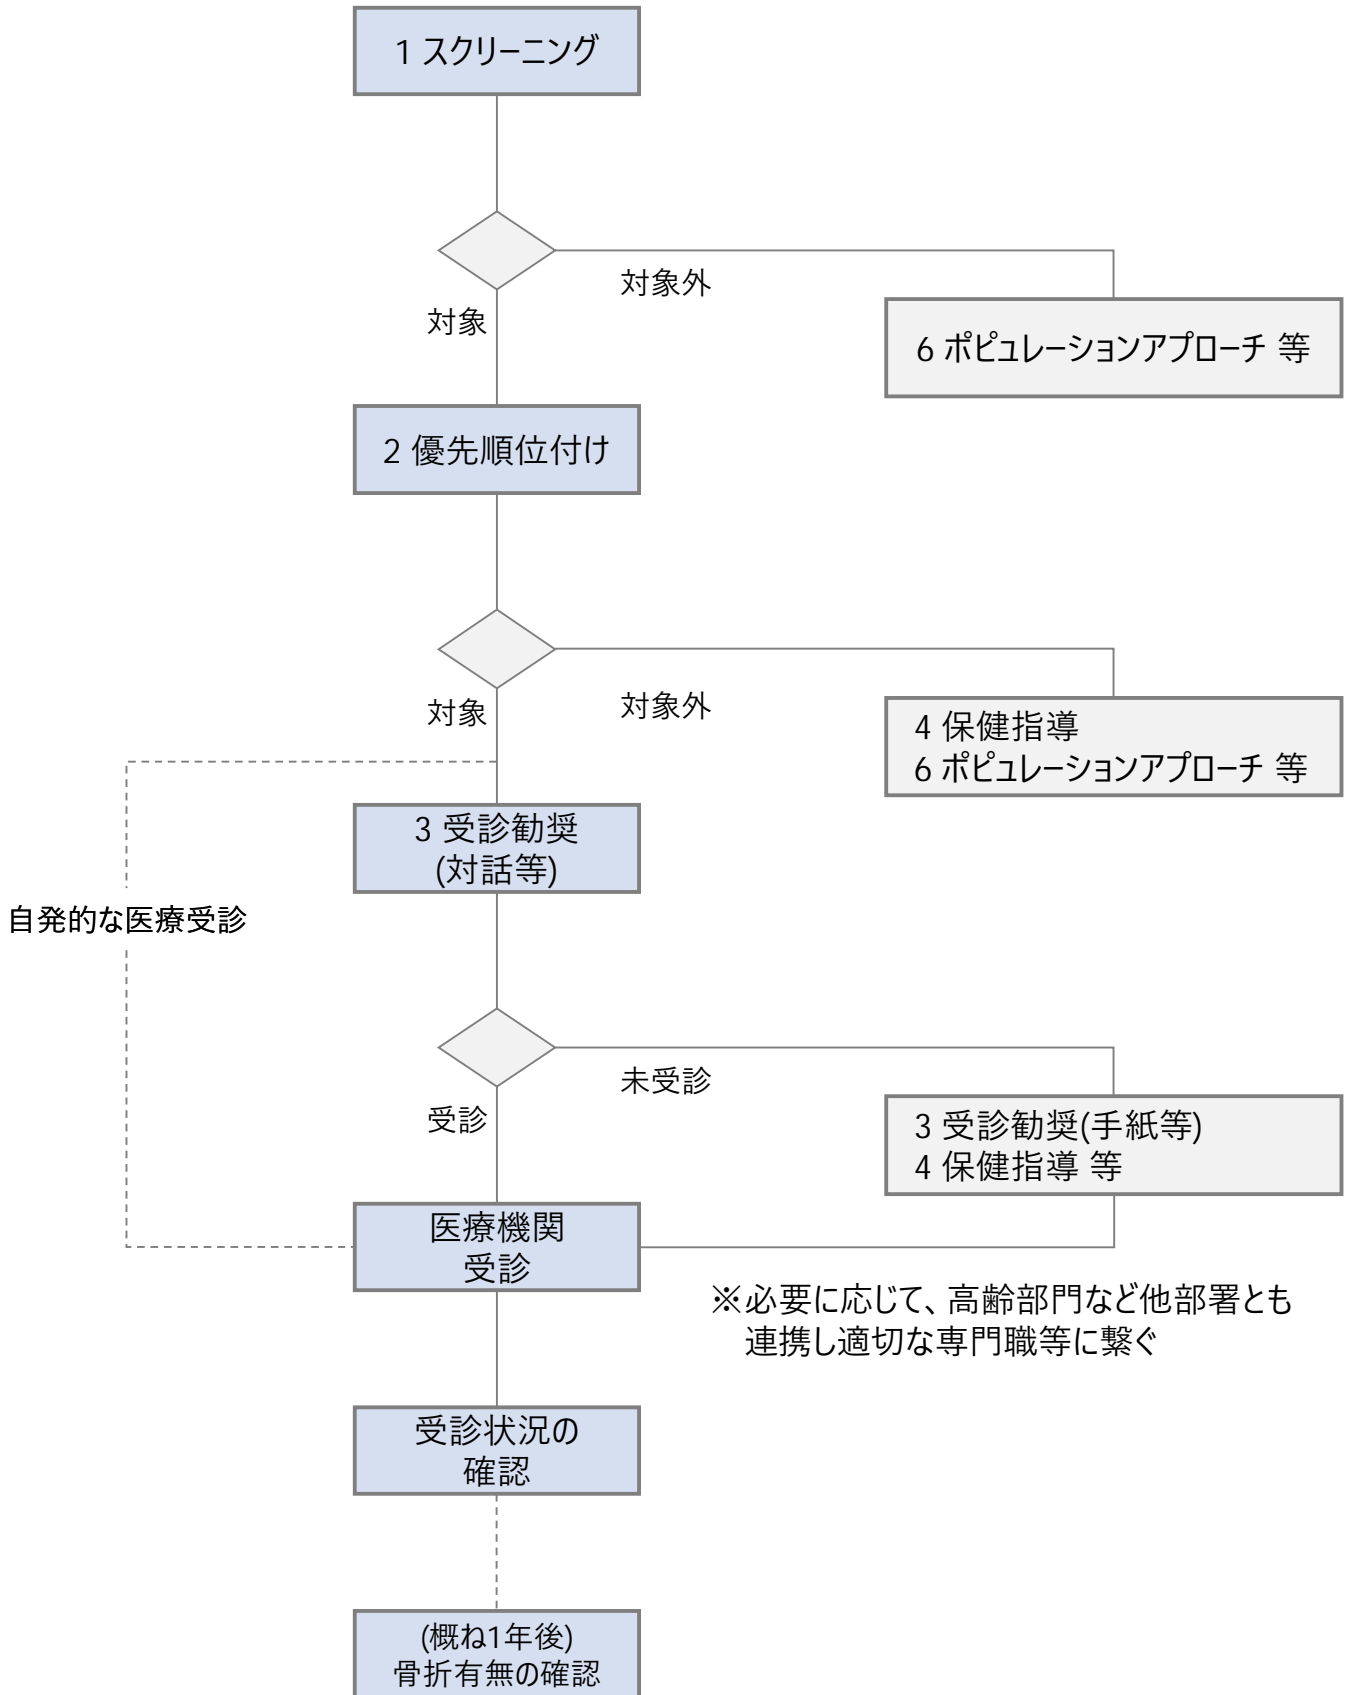 1 スクリーニング
対象外
対象
6 ポピュレーションアプローチ 等
2 優先順位付け
対象
対象外
4 保健指導
6 ポピュレーションアプローチ 等
3 受診勧奨
(対話等)
自発的な医療受診
未受診
受診
3 受診勧奨(手紙等)
4 保健指導 等
医療機関
受診
※必要に応じて、高齢部門など他部署とも
連携し適切な専門職等に繋ぐ
受診状況の
確認
(概ね1年後)
骨折有無の確認